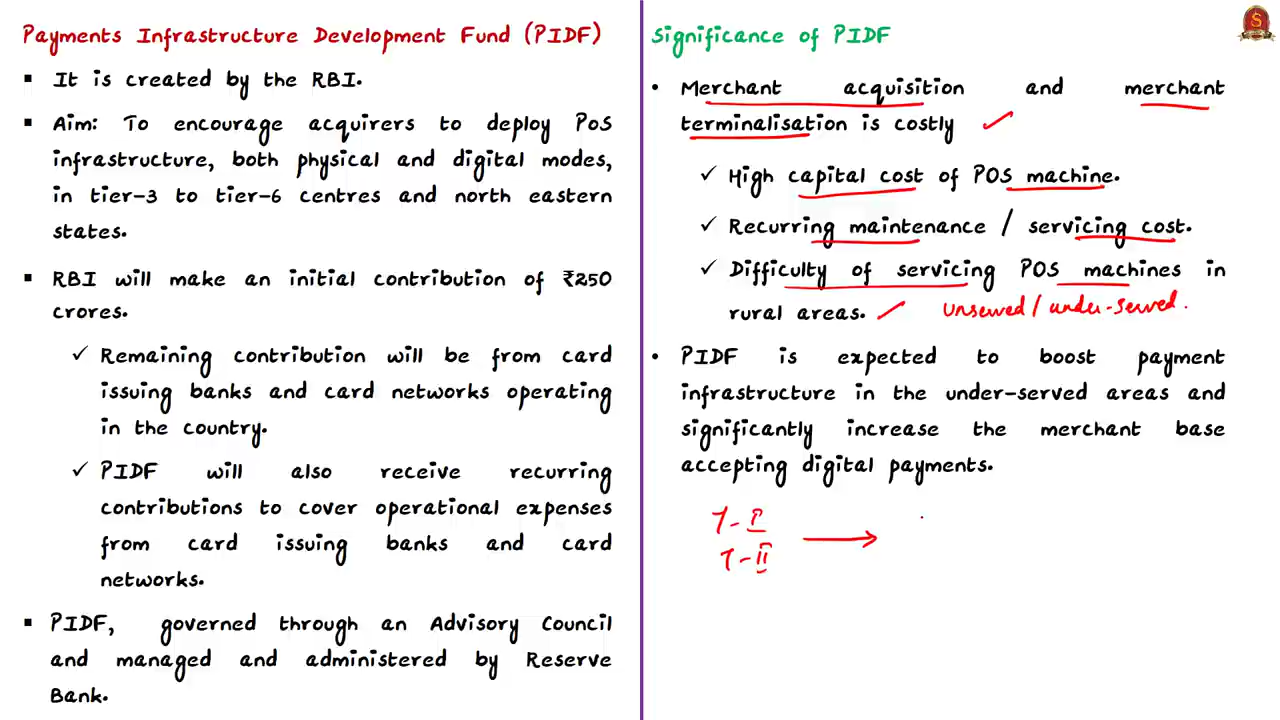 Payments Infrastructure Development Fund (PIDF)
▪ It is created by the RBI.
▪ Aim: To encourage acquirers to deploy PoS
infrastructure, both physical and digital modes,
in tier-3 to tier-6 centres and north eastern
states.
▪ RBI will make an initial contribution of ₹250
crores.
✓ Remaining contribution will be from card
issuing banks and card networks operating
in the country.
✓ PIDF will also receive recurring
contributions to cover operational expenses
from card issuing banks and card
networks.
▪ PIDF, governed through an Advisory Council
and managed and administered by Reserve
Bank.
Significance of PIDF
• Merchant acquisition and merchant
terminalisation is costly
✓ High capital cost of POS machine.
✓ Recurring maintenance / servicing cost.
✓ Difficulty of servicing POS machines in
rural areas. Unserved / under-served.
• PIDF is expected to boost payment
infrastructure in the under-served areas and
significantly increase the merchant base
accepting digital payments.
T-I
T-II →